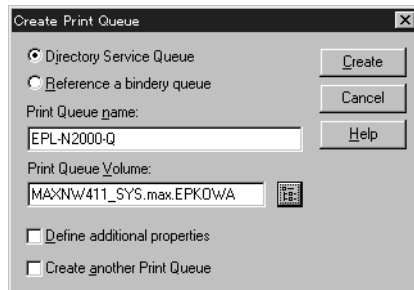 Create Print Queue
Directory Service Queue
Create
Reference a bindery queue
Cancel
Print Queue name:
Help
EPL-N2000-Q
Print Queue Volume:
MAXNW411_SYS.max.EPKOWA
Define additional properties
Create another Print Queue